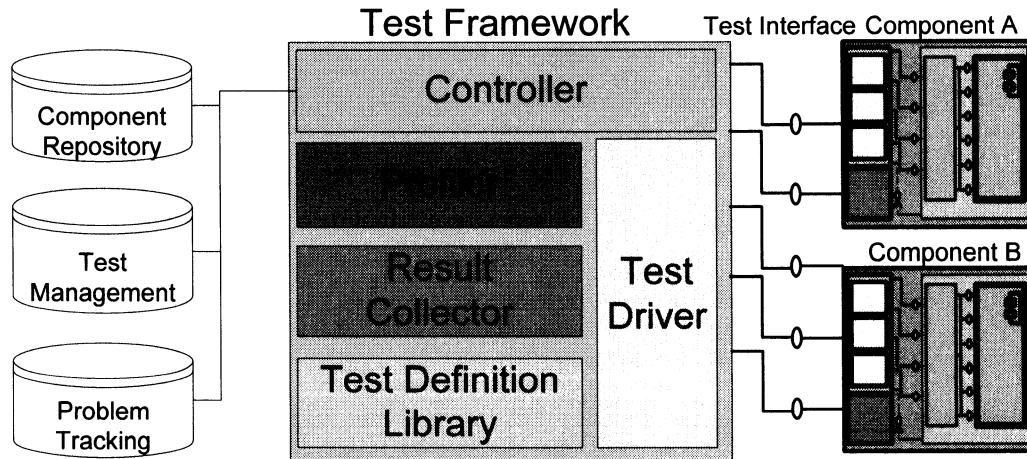 Test Framework
Test Interface Component A
Controller
Component
Repository
Profiler
Test
Management
Result
Collector
Test
Driver
Component B
Test Definition
Library
Problem
Tracking